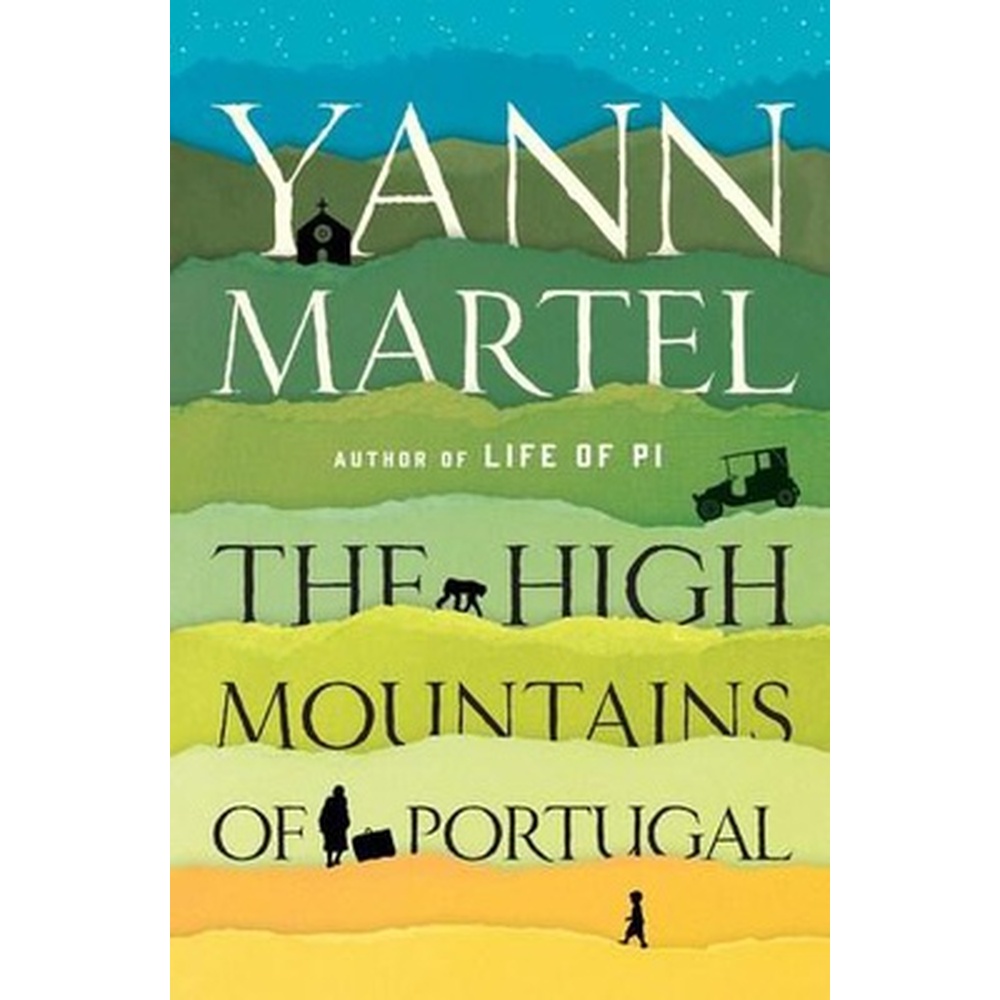 YANN
MARTEL
AUTHOR OF LIFE OF PI
THE HIGH
MOUNTAINS
OF PORTUGAL